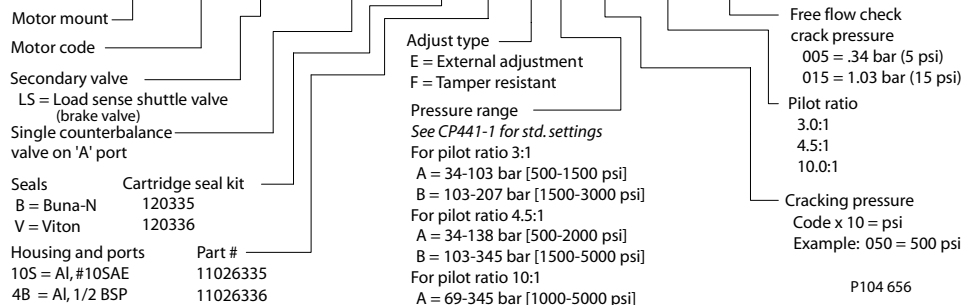 Motor mount
Motor code
Secondary valve
LS = Load sense shuttle valve
(brake valve)
Single counterbalance
valve on 'A' port
Seals
B = Buna-N
V = Viton
Cartridge seal kit
120335
120336
Housing and ports
Part #
10S = Al, #10SAE
11026335
4B = Al, 1/2 BSP
11026336
Adjust type
E = External adjustment
F = Tamper resistant
Pressure range
See CP441-1 for std. settings
For pilot ratio 3:1
A = 34-103 bar [500-1500 psi]
B = 103-207 bar [1500-3000 psi]
For pilot ratio 4.5:1
A = 34-138 bar [500-2000 psi]
B = 103-345 bar [1500-5000 psi]
For pilot ratio 10:1
A = 69-345 bar [1000-5000 psi]
Free flow check
crack pressure
005 = .34 bar (5 psi)
015 = 1.03 bar (15 psi)
Pilot ratio
3.0:1
4.5:1
10.0:1
Cracking pressure
Code x 10 = psi
Example: 050 = 500 psi
P104 656